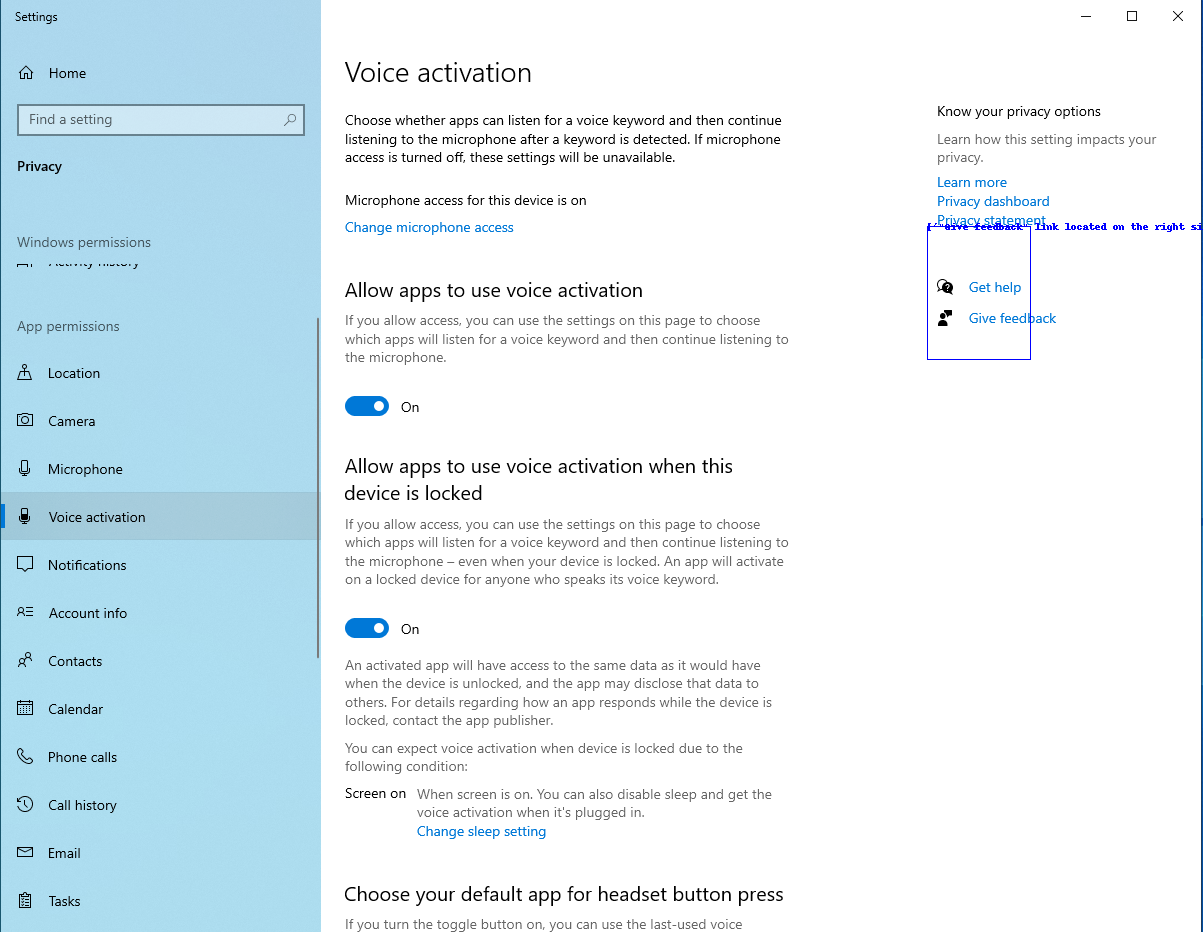 Settings
Home
Find a setting
Privacy
Windows permissions
Activity history
App permissions
Location
Camera
Microphone
Voice activation
Notifications
Account info
Contacts
Calendar
Phone calls
Call history
Email
Tasks
Voice activation
Choose whether apps can listen for a voice keyword and then continue
listening to the microphone after a keyword is detected. If microphone
access is turned off, these settings will be unavailable.
Microphone access for this device is on
Change microphone access
Allow apps to use voice activation
If you allow access, you can use the settings on this page to choose
which apps will listen for a voice keyword and then continue listening to
the microphone.
On
Allow apps to use voice activation when this
device is locked
If you allow access, you can use the settings on this page to choose
which apps will listen for a voice keyword and then continue listening to
the microphone – even when your device is locked. An app will activate
on a locked device for anyone who speaks its voice keyword.
On
An activated app will have access to the same data as it would have
when the device is unlocked, and the app may disclose that data to
others. For details regarding how an app responds while the device is
locked, contact the app publisher.
You can expect voice activation when device is locked due to the
following condition:
Screen on
When screen is on. You can also disable sleep and get the
voice activation when it's plugged in.
Change sleep setting
Choose your default app for headset button press
If you turn the toggle button on, you can use the last-used voice
Know your privacy options
Learn how this setting impacts your
privacy.
Learn more
Privacy dashboard
Privacy statement
"Give feedback" link located on the right si
Get help
Give feedback